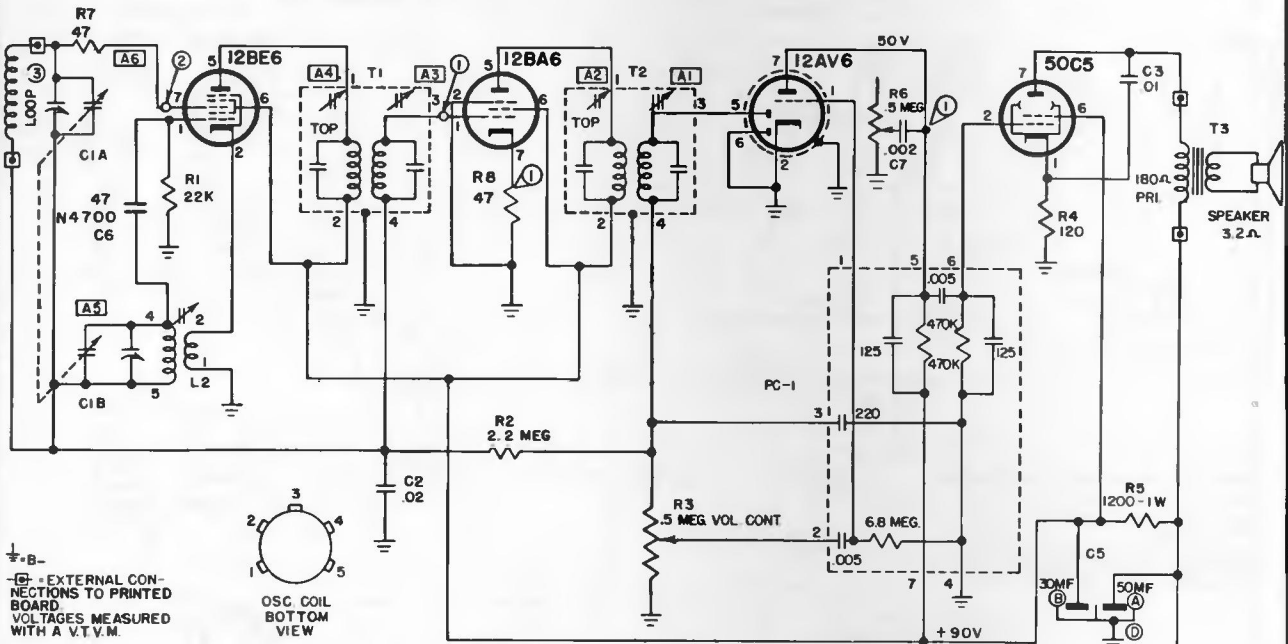 R7
47
LOOP
3
A6
2
7
1
5
12BE6
6
2
C1A
47
N4700
C6
R1
22K
A5
4
2
1
5
L2
C1B
A4
1
T1
A3
3
TOP
2
4
1
2
1
5
12BA6
6
7
R8
47
1
A2
1
T2
A1
3
TOP
2
4
50V
7
12AV6
5
6
1
2
R6
.5 MEG
.002
C7
1
7
50C5
2
6
1
C3
.01
R4
120
T3
180Ω
PRI.
SPEAKER
3.2Ω
1
5
6
.005
470K
470K
125
125
PC-1
3
220
2
.005
6.8 MEG.
7
4
R2
2.2 MEG
C2
.02
R3
.5 MEG. VOL. CONT
R5
1200-1W
C5
30MF
B
50MF
A
D
+90V
3
2
4
1
5
OSC. COIL
BOTTOM
VIEW
=B-
=EXTERNAL CON-
NECTIONS TO PRINTED
BOARD.
VOLTAGES MEASURED
WITH A V.T.V.M.